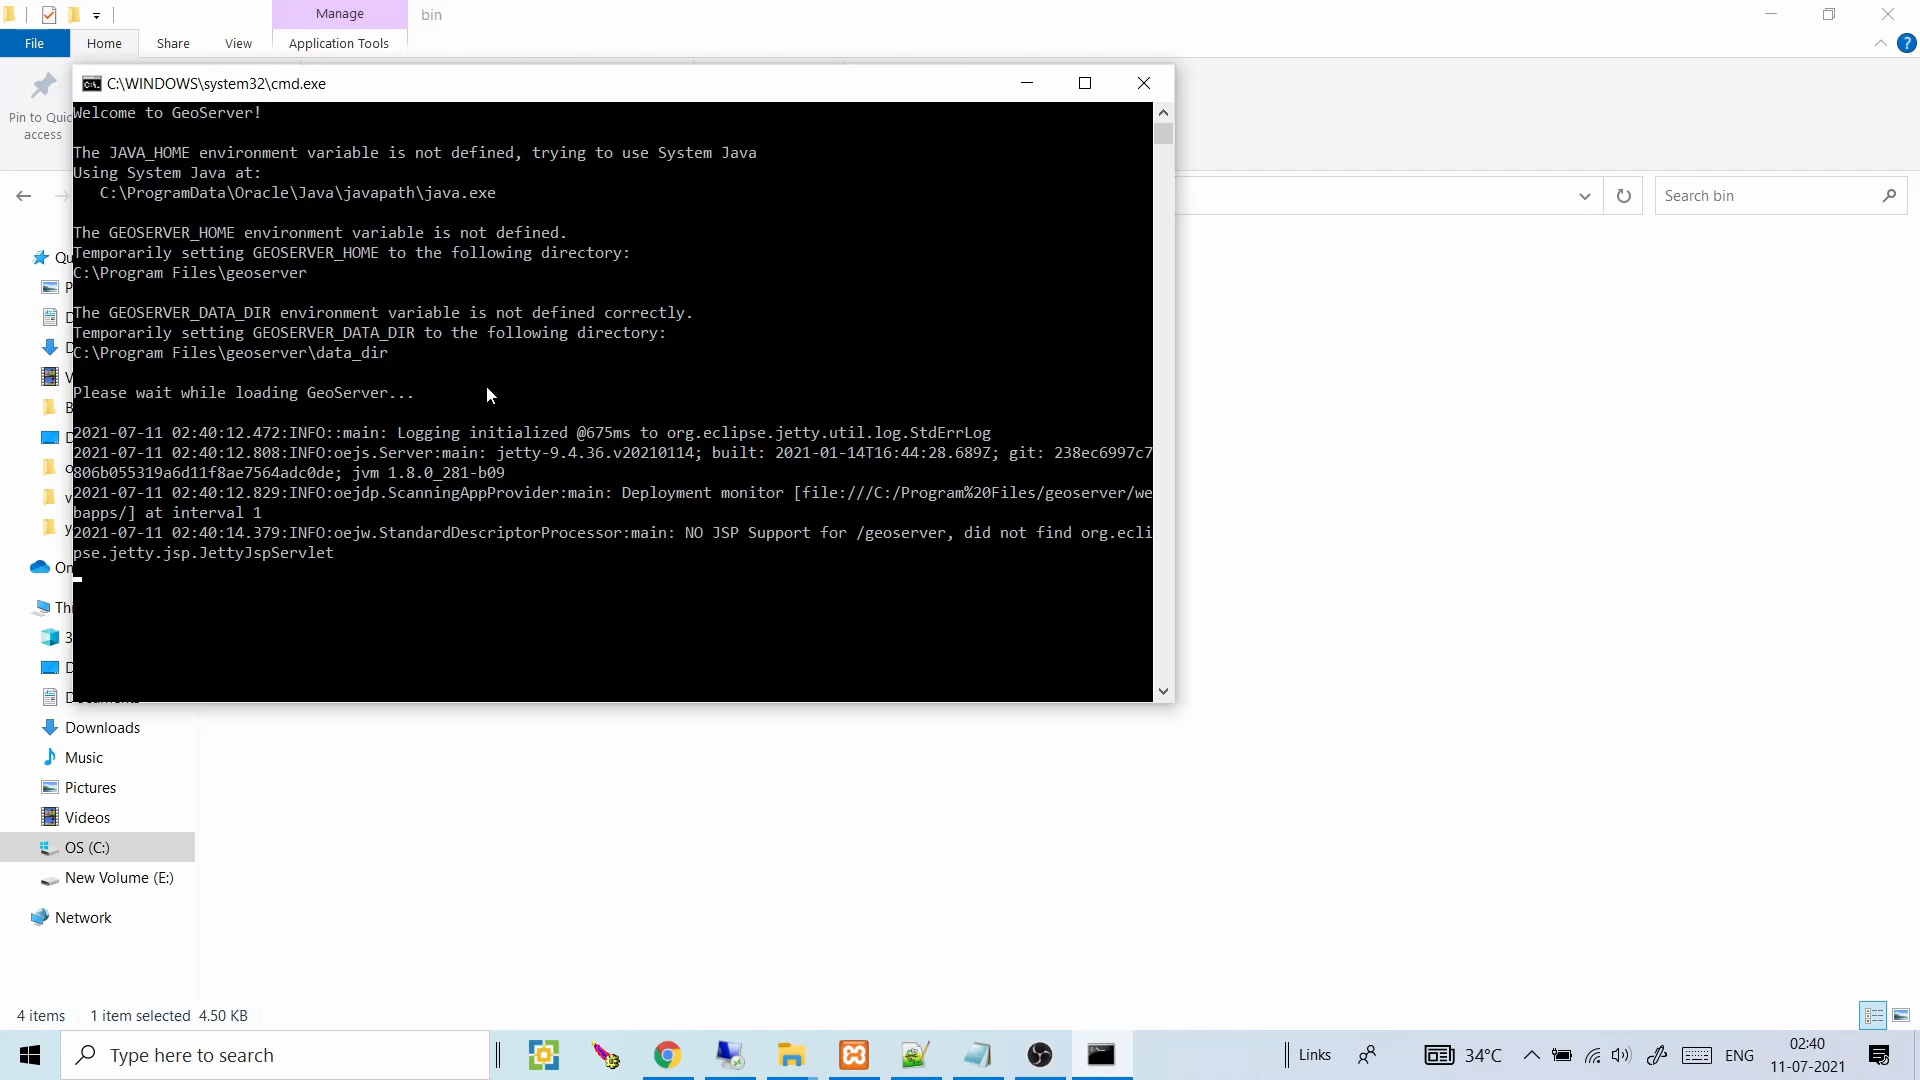 Manage
bin
File
Home
Share
View
Application Tools
C:\WINDOWS\system32\cmd.exe
Pin to Quic
access
Welcome to GeoServer!
The JAVA_HOME environment variable is not defined, trying to use System Java
Using System Java at:
C:\ProgramData\Oracle\Java\javapath\java.exe
The GEOSERVER_HOME environment variable is not defined.
Temporarily setting GEOSERVER_HOME to the following directory:
C:\Program Files\geoserver
The GEOSERVER_DATA_DIR environment variable is not defined correctly.
Temporarily setting GEOSERVER_DATA_DIR to the following directory:
C:\Program Files\geoserver\data_dir
Please wait while loading GeoServer...
2021-07-11 02:40:12.472:INFO::main: Logging initialized @675ms to org.eclipse.jetty.util.log.StdErrLog
2021-07-11 02:40:12.808:INFO:oejs.Server:main: jetty-9.4.36.v20210114; built: 2021-01-14T16:44:28.689Z; git: 238ec6997c7
806b055319a6d11f8ae7564adc0de; jvm 1.8.0_281-b09
2021-07-11 02:40:12.829:INFO:oejdp.ScanningAppProvider:main: Deployment monitor [file:///C:/Program%20Files/geoserver/we
bapps/] at interval 1
2021-07-11 02:40:14.379:INFO:oejw.StandardDescriptorProcessor:main: NO JSP Support for /geoserver, did not find org.ecli
pse.jetty.jsp.JettyJspServlet
Search bin
Qu
On
Thi
3
Documents
Downloads
Music
Pictures
Videos
OS (C:)
New Volume (E:)
Network
4 items
1 item selected 4.50 KB
Type here to search
Links
34°C
ENG
02:40
11-07-2021